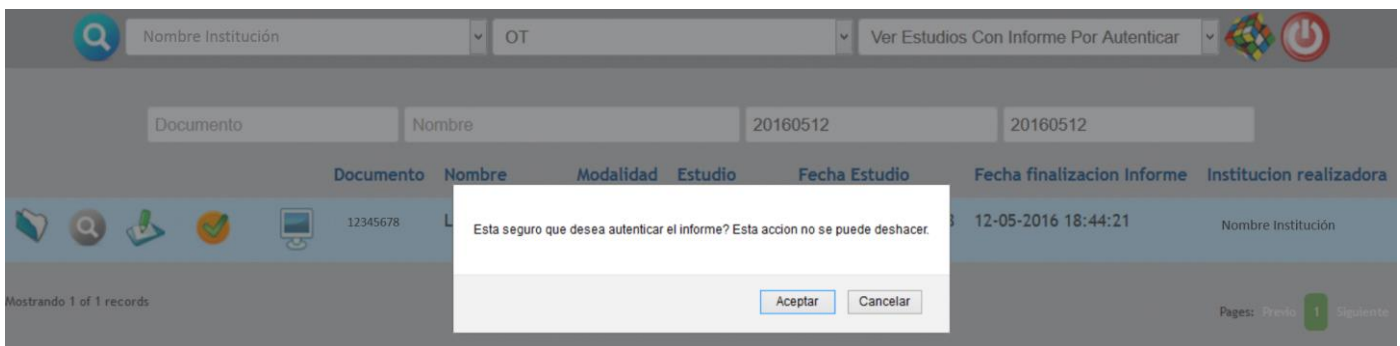 Nombre Institución OT Ver Estudios Con Informe Por Autenticar
Documento Nombre 20160512 20160512
Documento Nombre Modalidad Estudio Fecha Estudio Fecha finalizacion Informe Institucion realizadora
12345678 L 12-05-2016 18:44:21 Nombre Institución
Esta seguro que desea autenticar el informe? Esta accion no se puede deshacer.
Aceptar Cancelar
Mostrando 1 of 1 records
Pages: Previo 1 Siguiente